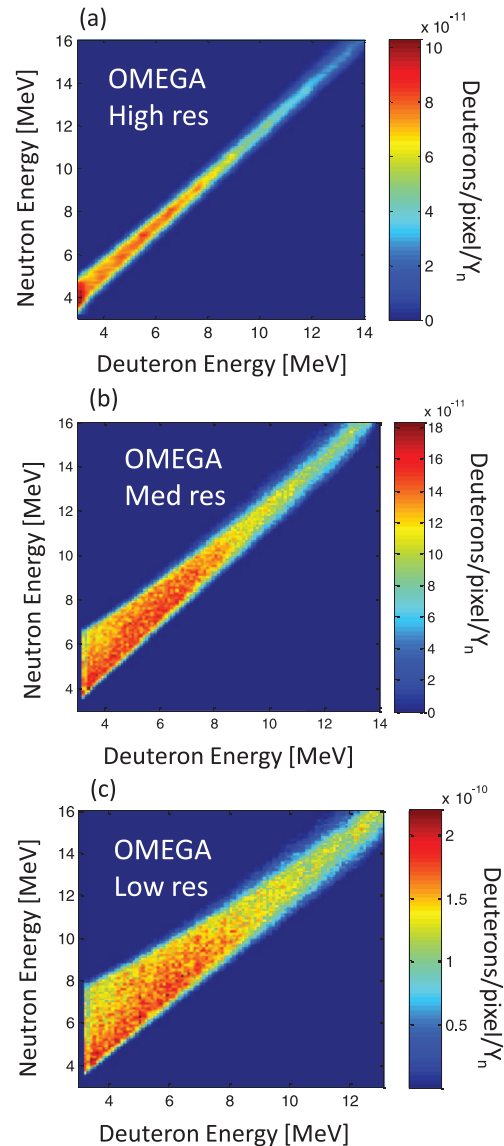 (a)
x 10⁻¹¹
16
14
12
10
8
6
4
OMEGA
High res
Neutron Energy [MeV]
4
6
8
10
12
14
Deuteron Energy [MeV]
10
8
6
4
2
0
Deuterons/pixel/Yₙ
(b)
x 10⁻¹¹
16
14
12
10
8
6
4
OMEGA
Med res
Neutron Energy [MeV]
4
6
8
10
12
14
Deuteron Energy [MeV]
18
16
14
12
10
8
6
4
2
0
Deuterons/pixel/Yₙ
(c)
x 10⁻¹⁰
16
14
12
10
8
6
4
OMEGA
Low res
Neutron Energy [MeV]
4
6
8
10
12
Deuteron Energy [MeV]
2
1.5
1
0.5
Deuterons/pixel/Yₙ